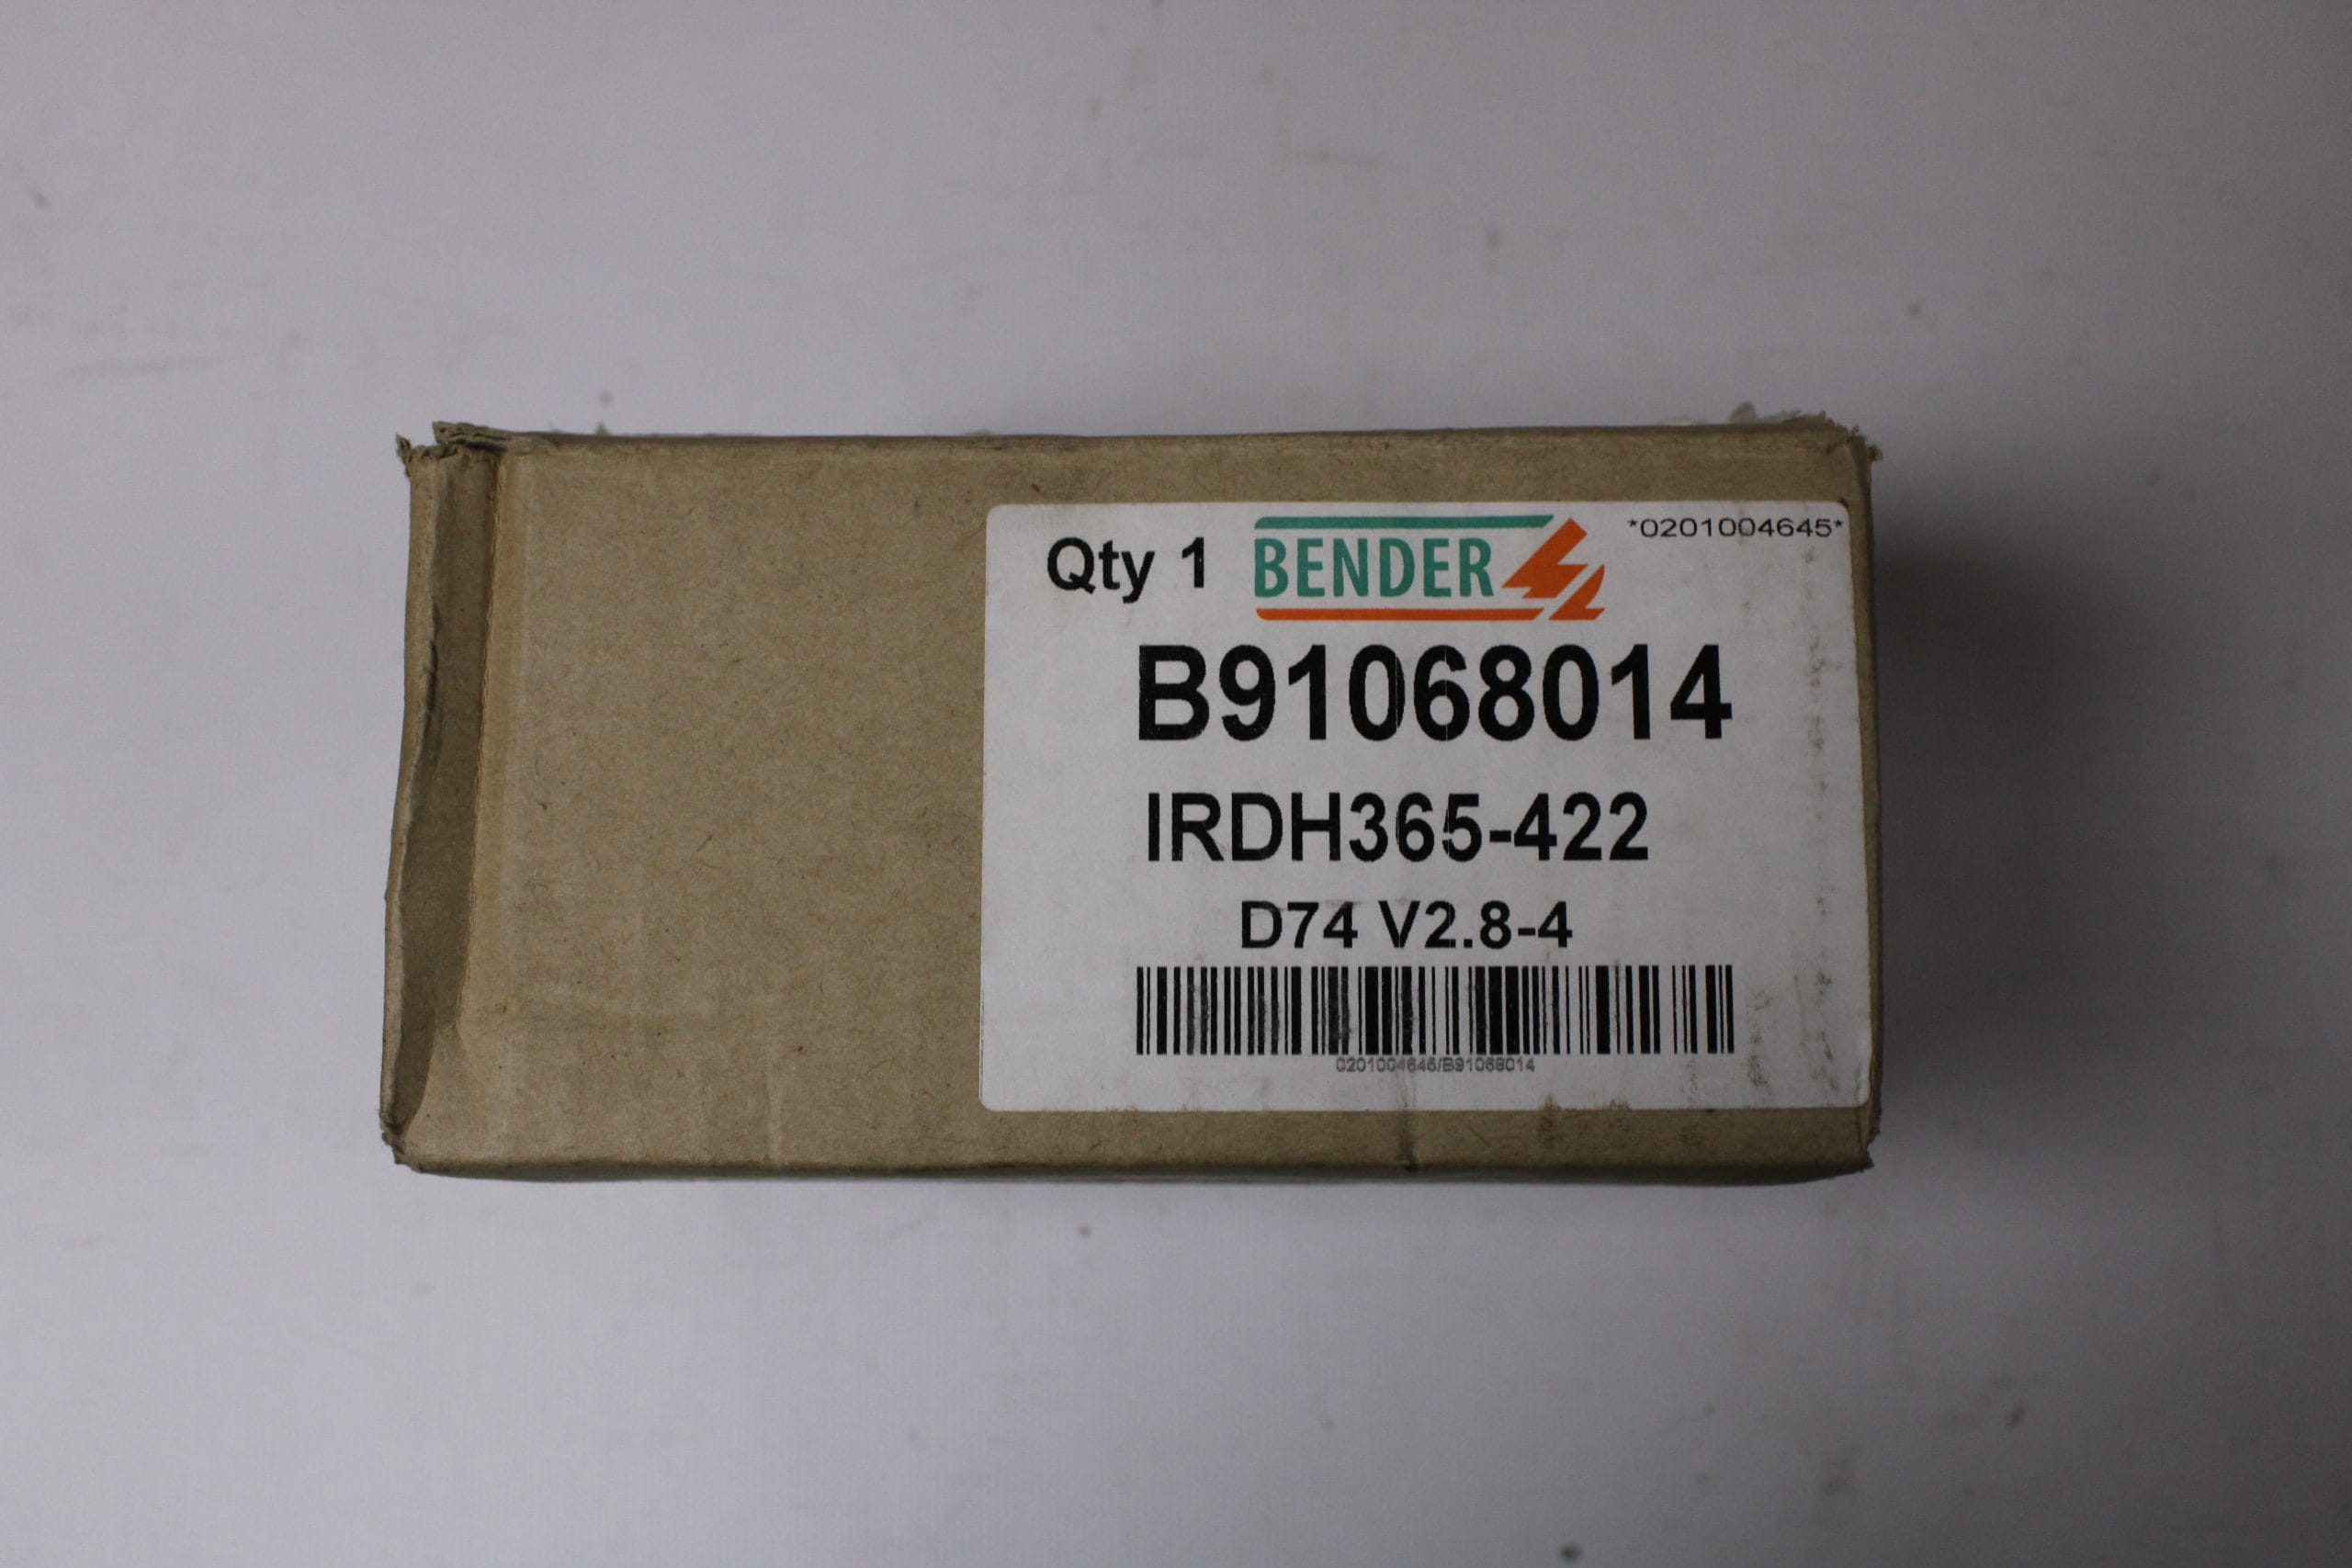 Qty 1 BENDER *0201004645*
B91068014
IRDH365-422
D74 V2.8-4
0201004645/B91068014